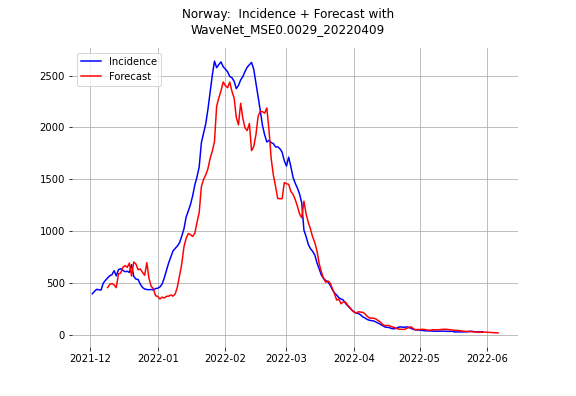 Norway:  Incidence + Forecast with
WaveNet_MSE0.0029_20220409
Incidence
Forecast
2500
2000
1500
1000
500
0
2021-12 2022-01 2022-02 2022-03 2022-04 2022-05 2022-06